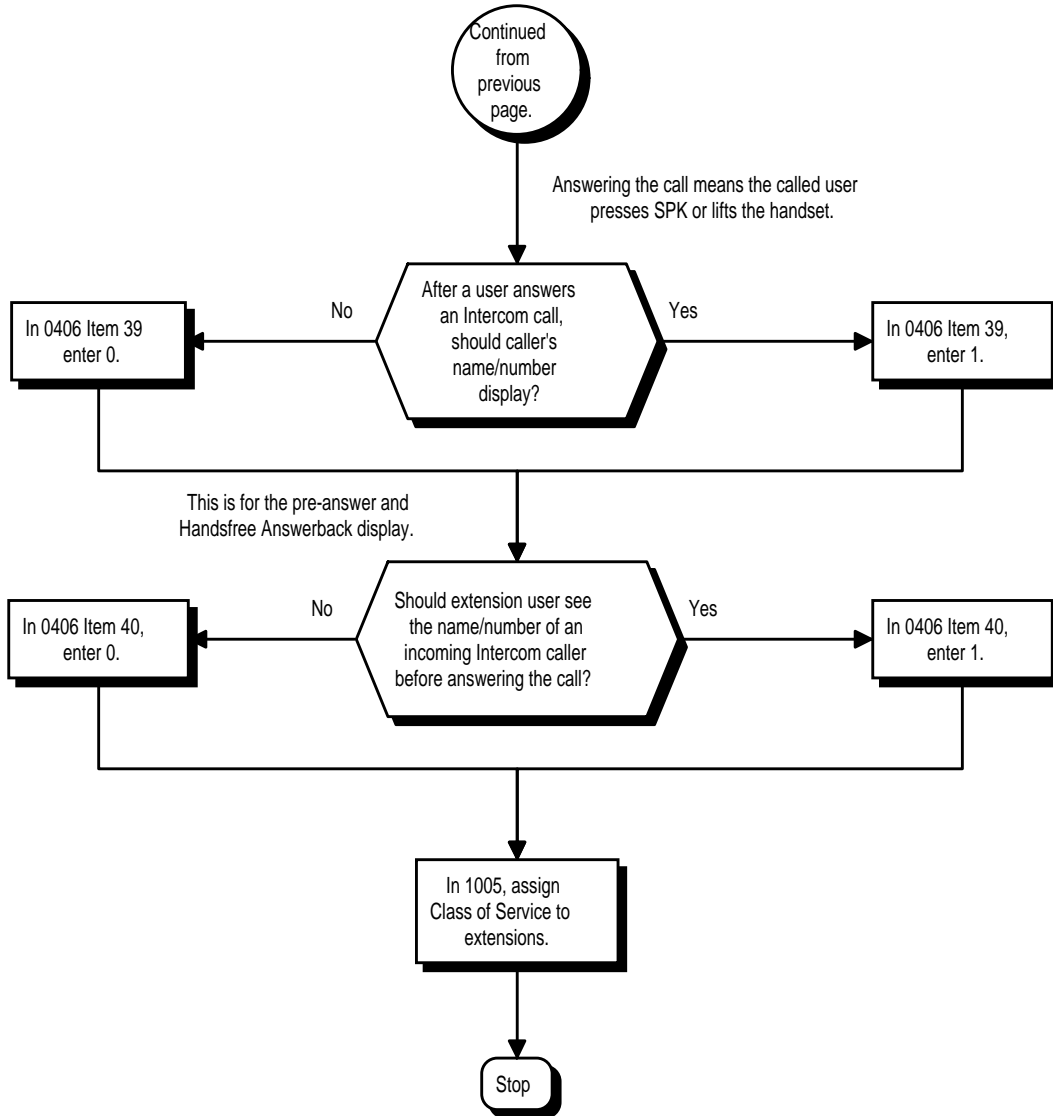 Continued
from
previous
page.
Answering the call means the called user
presses SPK or lifts the handset.
After a user answers
an Intercom call,
should caller's
name/number
display?
No
Yes
In 0406 Item 39
enter 0.
In 0406 Item 39,
enter 1.
This is for the pre-answer and
Handsfree Answerback display.
Should extension user see
the name/number of an
incoming Intercom caller
before answering the call?
No
Yes
In 0406 Item 40,
enter 0.
In 0406 Item 40,
enter 1.
In 1005, assign
Class of Service to
extensions.
Stop